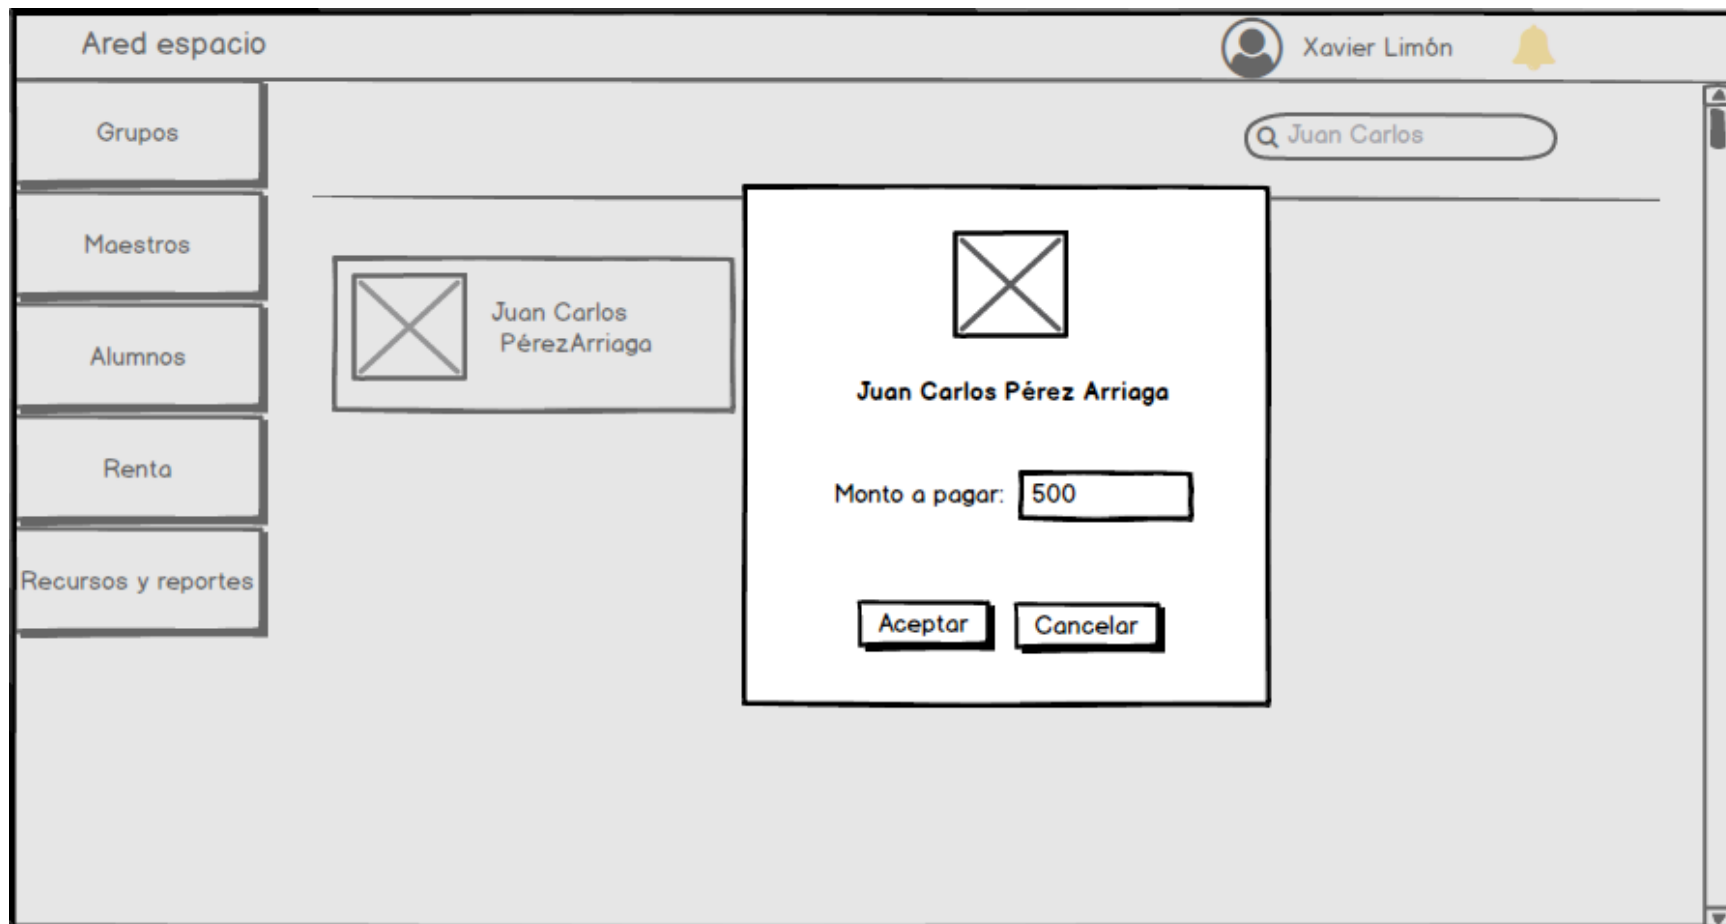 Ared espacio
Xavier Limón
Grupos
Maestros
Alumnos
Renta
Recursos y reportes
Juan Carlos
Juan Carlos
PérezArriaga
Juan Carlos Pérez Arriaga
Monto a pagar: 500
Aceptar Cancelar